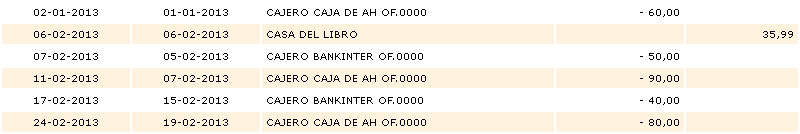 02-01-2013 01-01-2013 CAJERO CAJA DE AH OF.0000 - 60,00
06-02-2013 06-02-2013 CASA DEL LIBRO 35,99
07-02-2013 05-02-2013 CAJERO BANKINTER OF.0000 - 50,00
11-02-2013 07-02-2013 CAJERO CAJA DE AH OF.0000 - 90,00
17-02-2013 15-02-2013 CAJERO BANKINTER OF.0000 - 40,00
24-02-2013 19-02-2013 CAJERO CAJA DE AH OF.0000 - 80,00